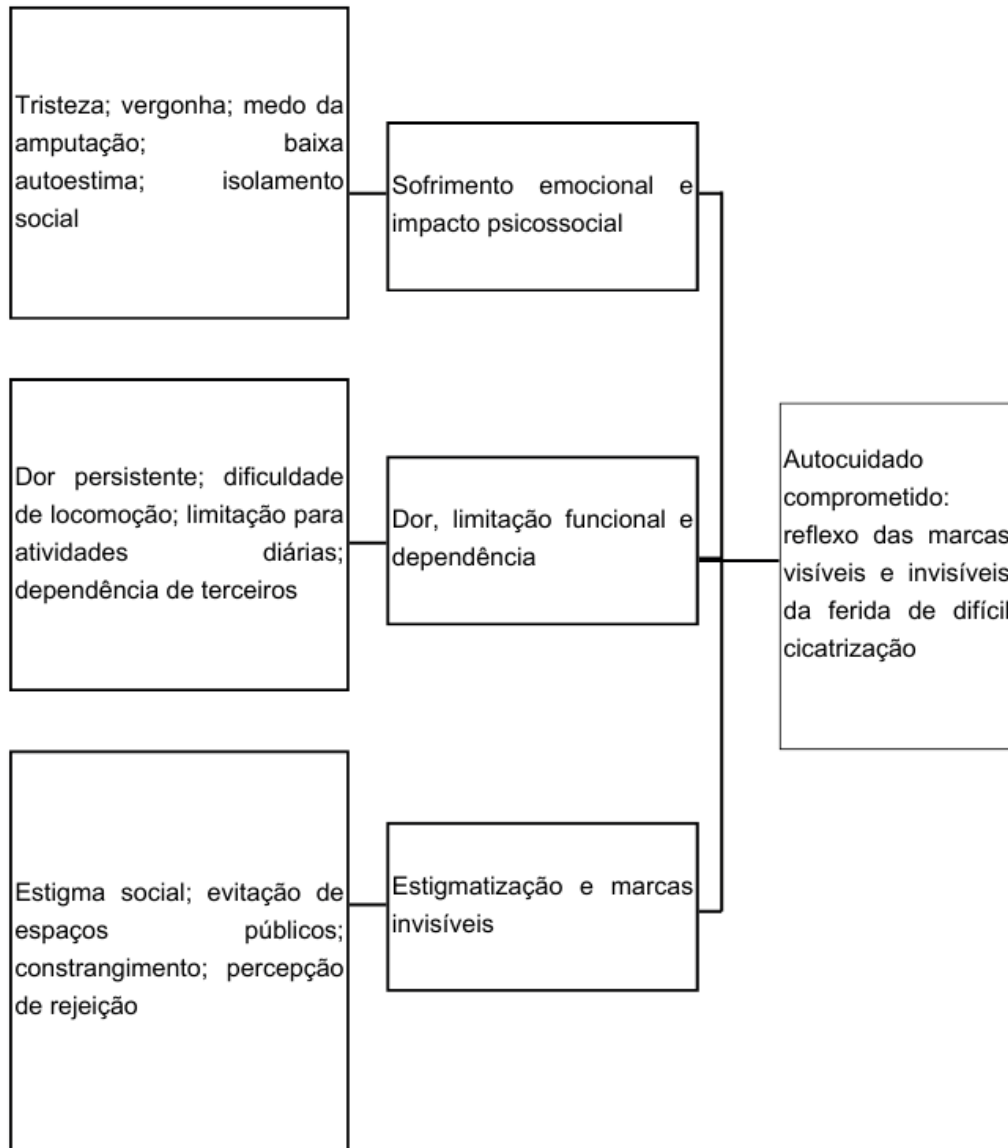 Tristeza; vergonha; medo da
amputação; baixa
autoestima; isolamento
social
Sofrimento emocional e
impacto psicossocial
Dor persistente; dificuldade
de locomoção; limitação para
atividades diárias;
dependência de terceiros
Dor, limitação funcional e
dependência
Estigma social; evitação de
espaços públicos;
constrangimento; percepção
de rejeição
Estigmatização e marcas
invisíveis
Autocuidado
comprometido:
reflexo das marcas
visíveis e invisíveis
da ferida de difícil
cicatrização